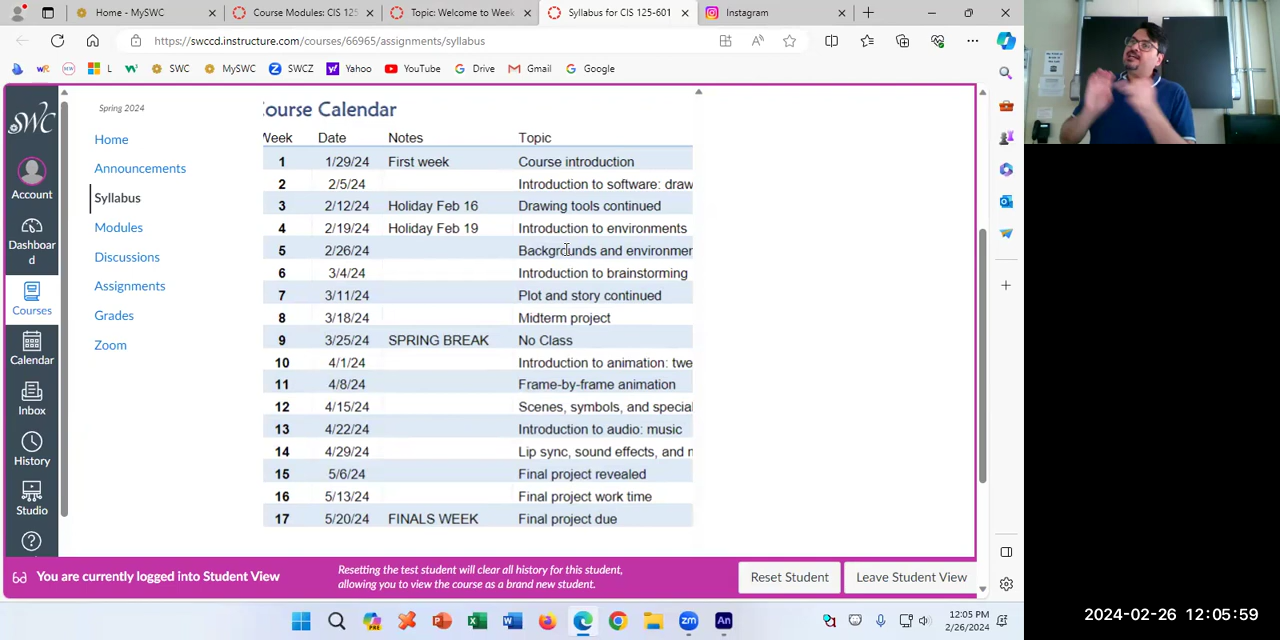 Home - MySWC
Course Modules: CIS 125
Topic: Welcome to Week
Syllabus for CIS 125-601
Instagram
https://swccd.instructure.com/courses/66965/assignments/syllabus
L
SWC
MySWC
SWCZ
Yahoo
YouTu
Drive
Gmail
Google
SWC
Account
Dashboar
d
Courses
Calendar
Inbox
History
Studio
Spring 2024
Home
Announcements
Syllabus
Modules
Discussions
Assignments
Grades
Zoom
Course Calendar
Week Date Notes Topic
1 1/29/24 First week Course introduction
2 2/5/24 Introduction to software: draw
3 2/12/24 Holiday Feb 16 Drawing tools continued
4 2/19/24 Holiday Feb 19 Introduction to environments
5 2/26/24 Backgrounds and environmen
6 3/4/24 Introduction to brainstorming
7 3/11/24 Plot and story continued
8 3/18/24 Midterm project
9 3/25/24 SPRING BREAK No Class
10 4/1/24 Introduction to animation: twe
11 4/8/24 Frame-by-frame animation
12 4/15/24 Scenes, symbols, and special
13 4/22/24 Introduction to audio: music
14 4/29/24 Lip sync, sound effects, and m
15 5/6/24 Final project revealed
16 5/13/24 Final project work time
17 5/20/24 FINALS WEEK Final project due
You are currently logged into Student View
Resetting the test student will clear all history for this student,
allowing you to view the course as a brand new student.
Reset Student
Leave Student View
12:05 PM
2/26/2024
2024-02-26 12:05:59